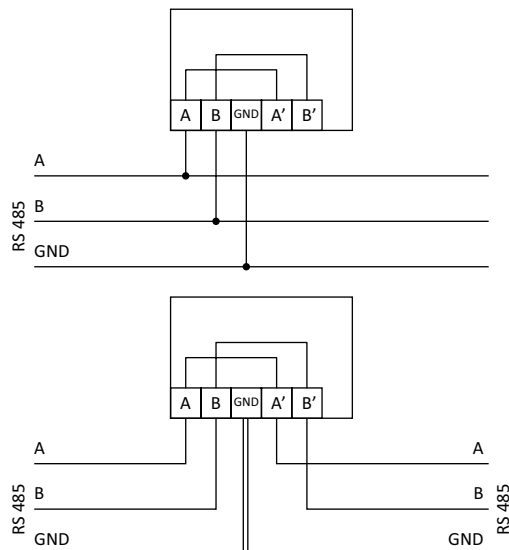 A B GND A' B'
A
B
RS 485
GND
A B GND A' B'
A A
B B
RS 485 RS 485
GND GND